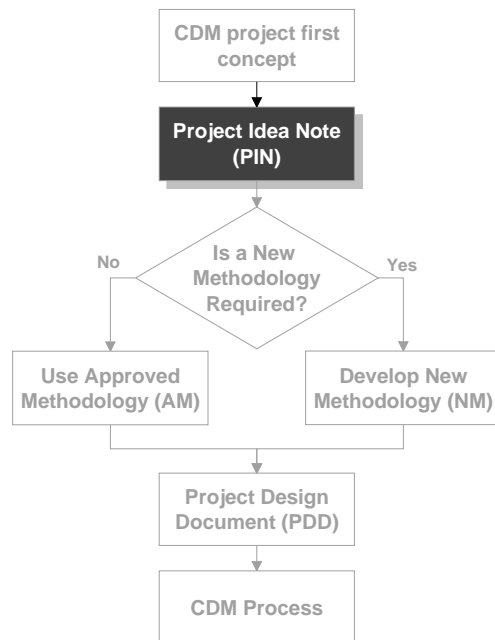 CDM project first
concept
Project Idea Note
(PIN)
Is a New
Methodology
Required?
No
Yes
Use Approved
Methodology (AM)
Develop New
Methodology (NM)
Project Design
Document (PDD)
CDM Process